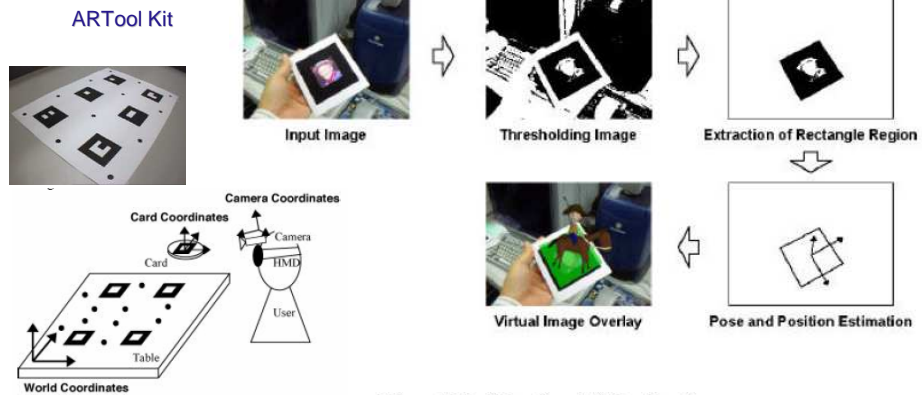 ARTool Kit
Input Image
Thresholding Image
Extraction of Rectangle Region
Virtual Image Overlay
Pose and Position Estimation
Camera Coordinates
Card Coordinates
Camera
Card
HMD
User
Table
World Coordinates